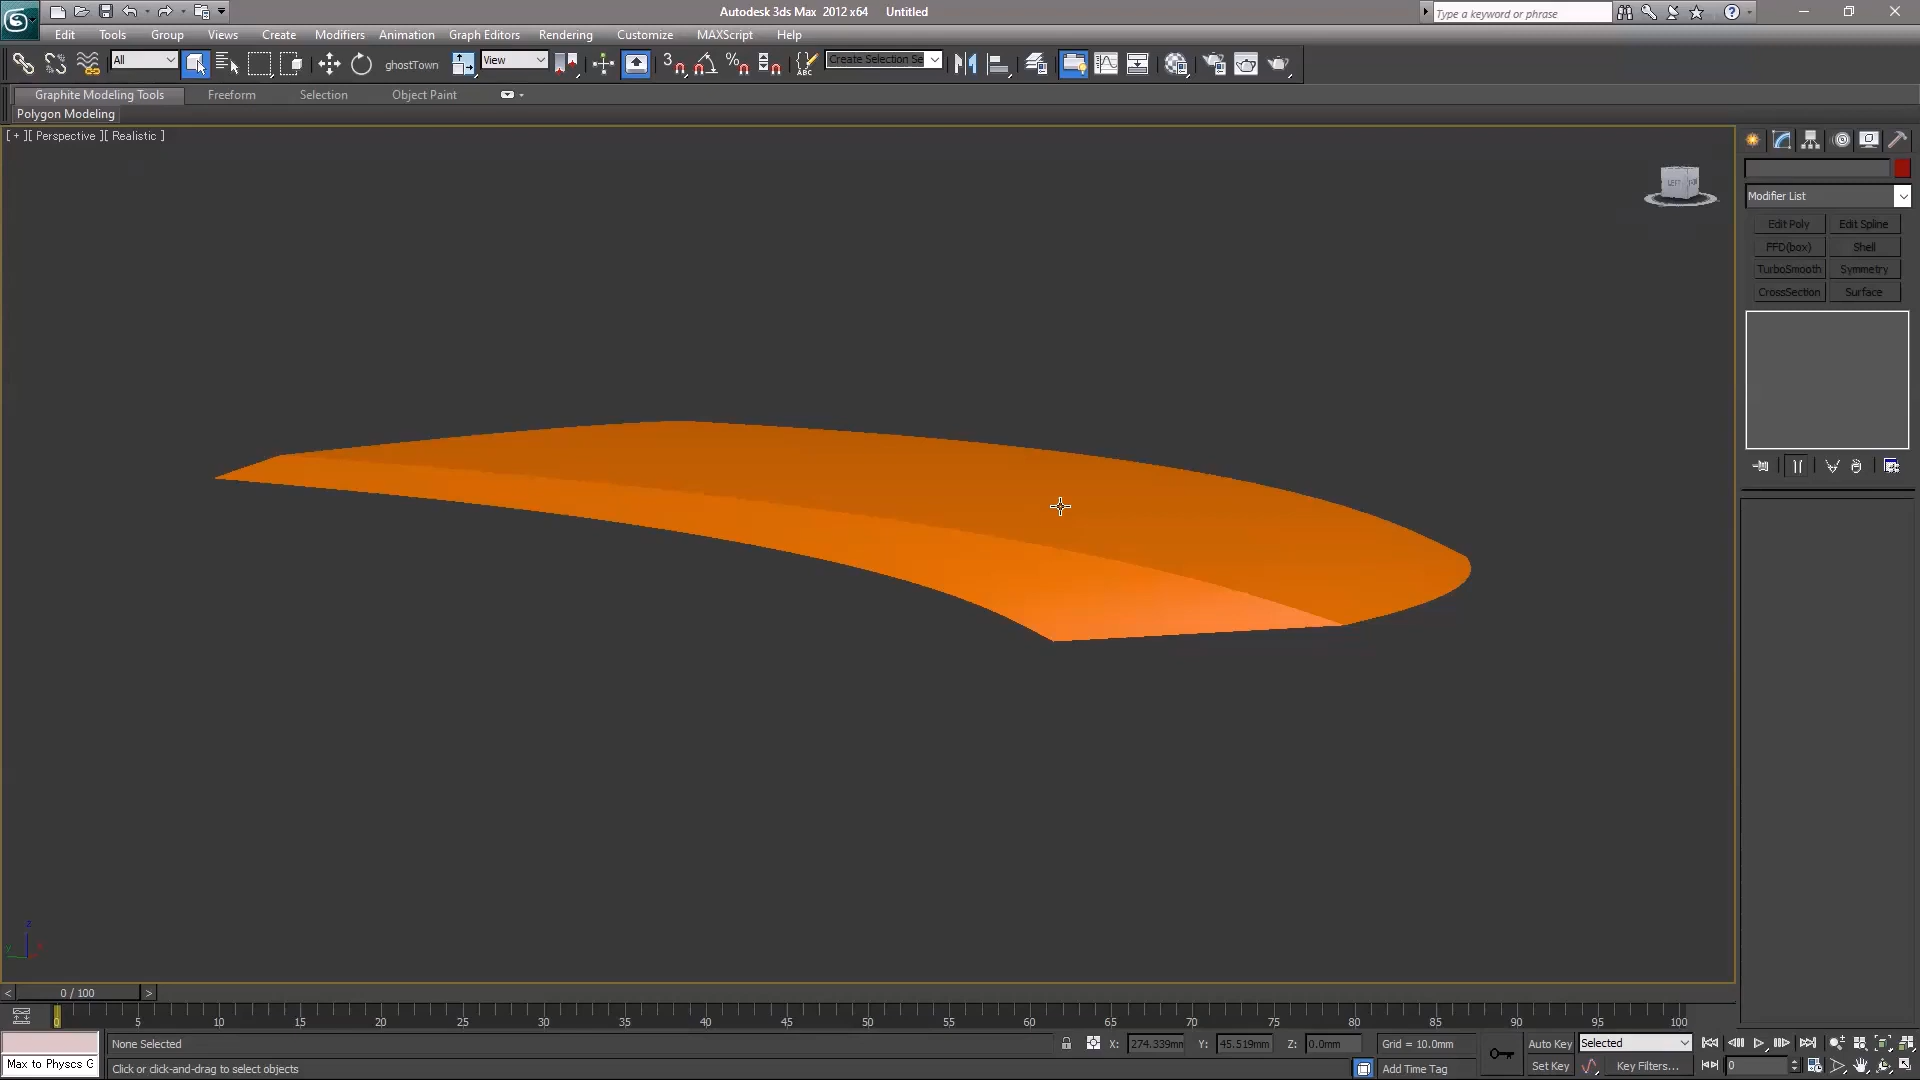 Autodesk 3ds Max 2012 x64 Untitled
Type a keyword or phrase
Edit Tools Group Views Create Modifiers Animation Graph Editors Rendering Customize MAXScript Help
All ghostTown View 3 % ABC Create Selection Se
Graphite Modeling Tools Freeform Selection Object Paint
Polygon Modeling
[ + ][ Perspective ][ Realistic ]
LEFT
Modifier List
Edit Poly Edit Spline
FFD(box) Shell
TurboSmooth Symmetry
CrossSection Surface
z
y x
< 0 / 100 >
0 5 10 15 20 25 30 35 40 45 50 55 60 65 70 75 80 85 90 95 100
None Selected X: 274.339mm Y: 45.519mm Z: 0.0mm Grid = 10.0mm Auto Key Selected
Max to Physcs C Click or click-and-drag to select objects Add Time Tag Set Key Key Filters... 0